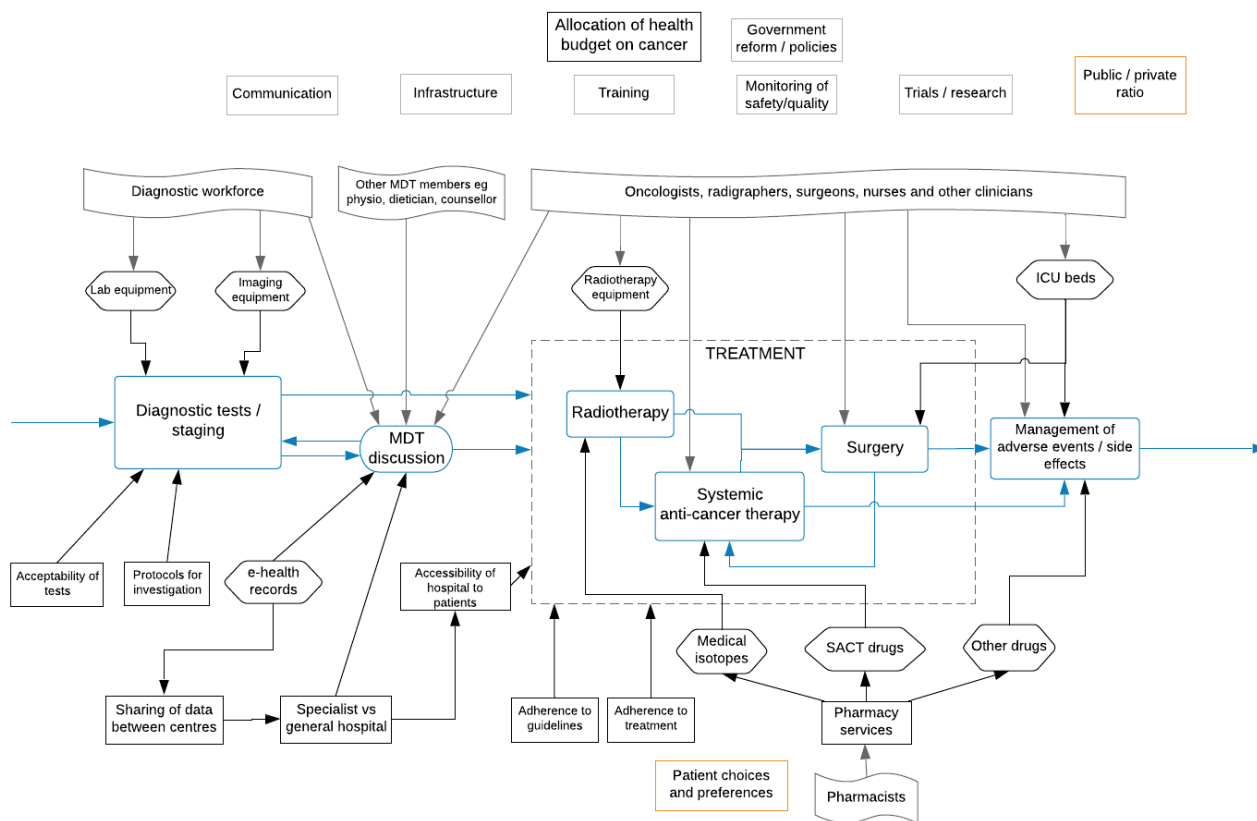 Allocation of health
budget on cancer
Government
reform / policies
Communication
Infrastructure
Training
Monitoring of
safety/quality
Trials / research
Public / private
ratio
Diagnostic workforce
Other MDT members eg
physio, dietician, counsellor
Oncologists, radigraphers, surgeons, nurses and other clinicians
Lab equipment
Imaging
equipment
Radiotherapy
equipment
ICU beds
TREATMENT
Diagnostic tests /
staging
MDT
discussion
Radiotherapy
Systemic
anti-cancer therapy
Surgery
Management of
adverse events / side
effects
Acceptability of
tests
Protocols for
investigation
e-health
records
Accessibility of
hospital to
patients
Medical
isotopes
SACT drugs
Other drugs
Sharing of data
between centres
Specialist vs
general hospital
Adherence to
guidelines
Adherence to
treatment
Pharmacy
services
Patient choices
and preferences
Pharmacists